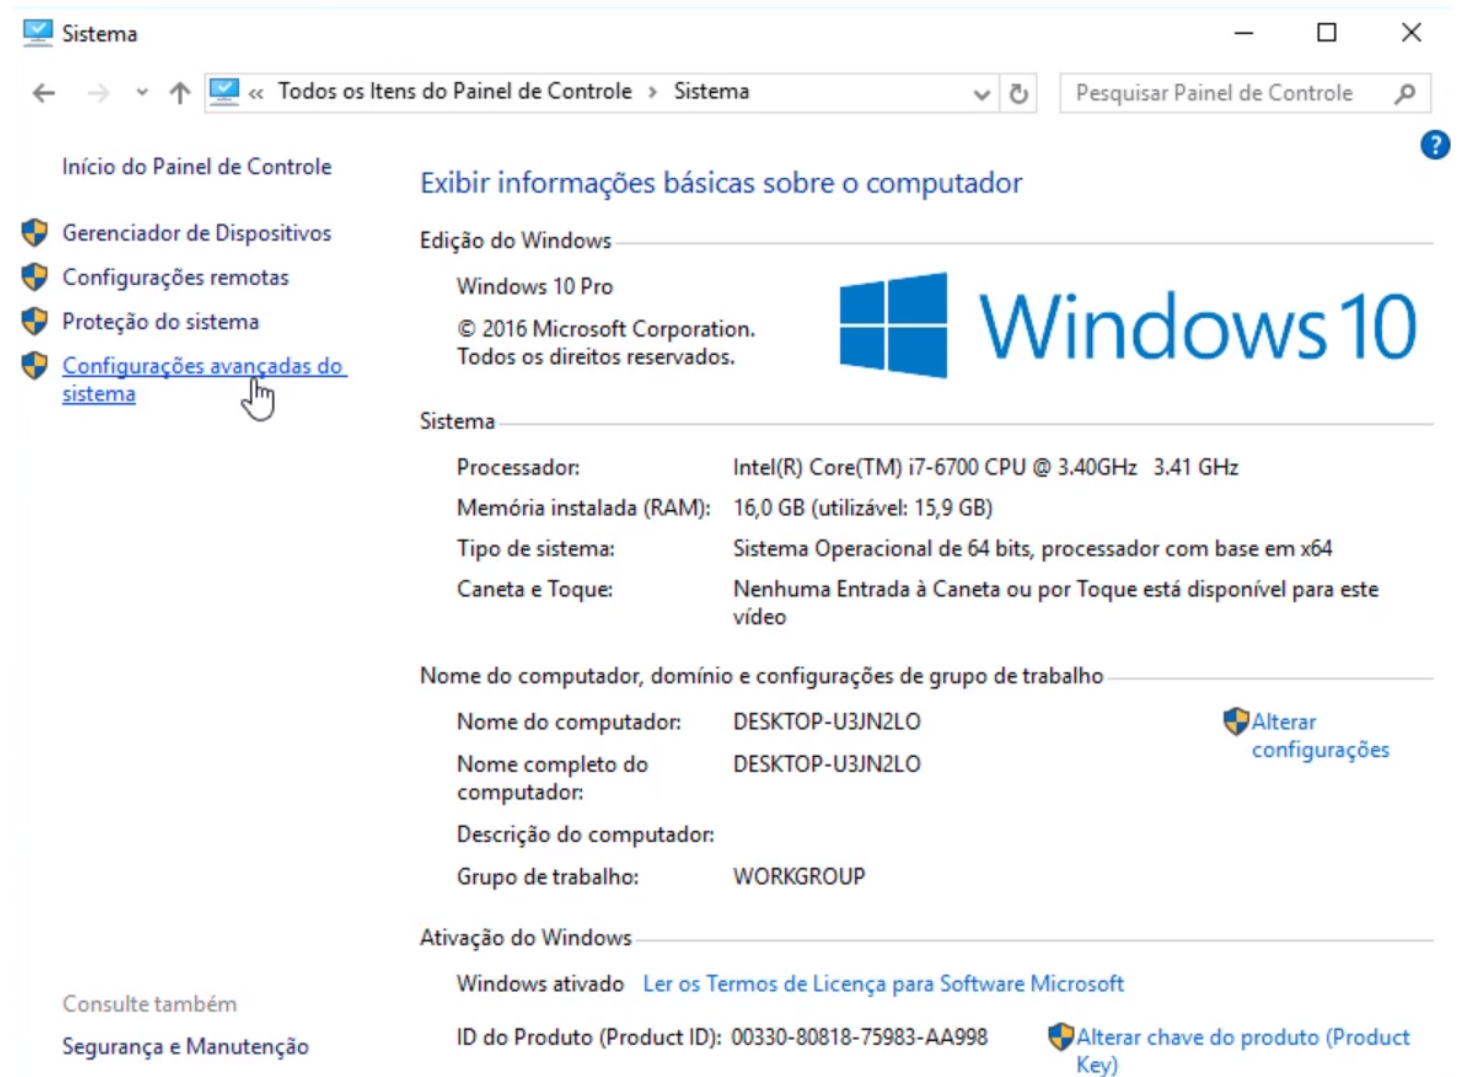 Sistema
« Todos os Itens do Painel de Controle › Sistema
Pesquisar Painel de Controle
?
Início do Painel de Controle
Gerenciador de Dispositivos
Configurações remotas
Proteção do sistema
Configurações avançadas do
sistema
Exibir informações básicas sobre o computador
Edição do Windows
Windows 10 Pro
© 2016 Microsoft Corporation.
Todos os direitos reservados.
Windows 10
Sistema
Processador: Intel(R) Core(TM) i7-6700 CPU @ 3.40GHz 3.41 GHz
Memória instalada (RAM): 16,0 GB (utilizável: 15,9 GB)
Tipo de sistema: Sistema Operacional de 64 bits, processador com base em x64
Caneta e Toque: Nenhuma Entrada à Caneta ou por Toque está disponível para este
vídeo
Nome do computador, domínio e configurações de grupo de trabalho
Nome do computador: DESKTOP-U3JN2LO
Alterar
configurações
Nome completo do DESKTOP-U3JN2LO
computador:
Descrição do computador:
Grupo de trabalho: WORKGROUP
Ativação do Windows
Windows ativado Ler os Termos de Licença para Software Microsoft
ID do Produto (Product ID): 00330-80818-75983-AA998
Alterar chave do produto (Product
Key)
Consulte também
Segurança e Manutenção